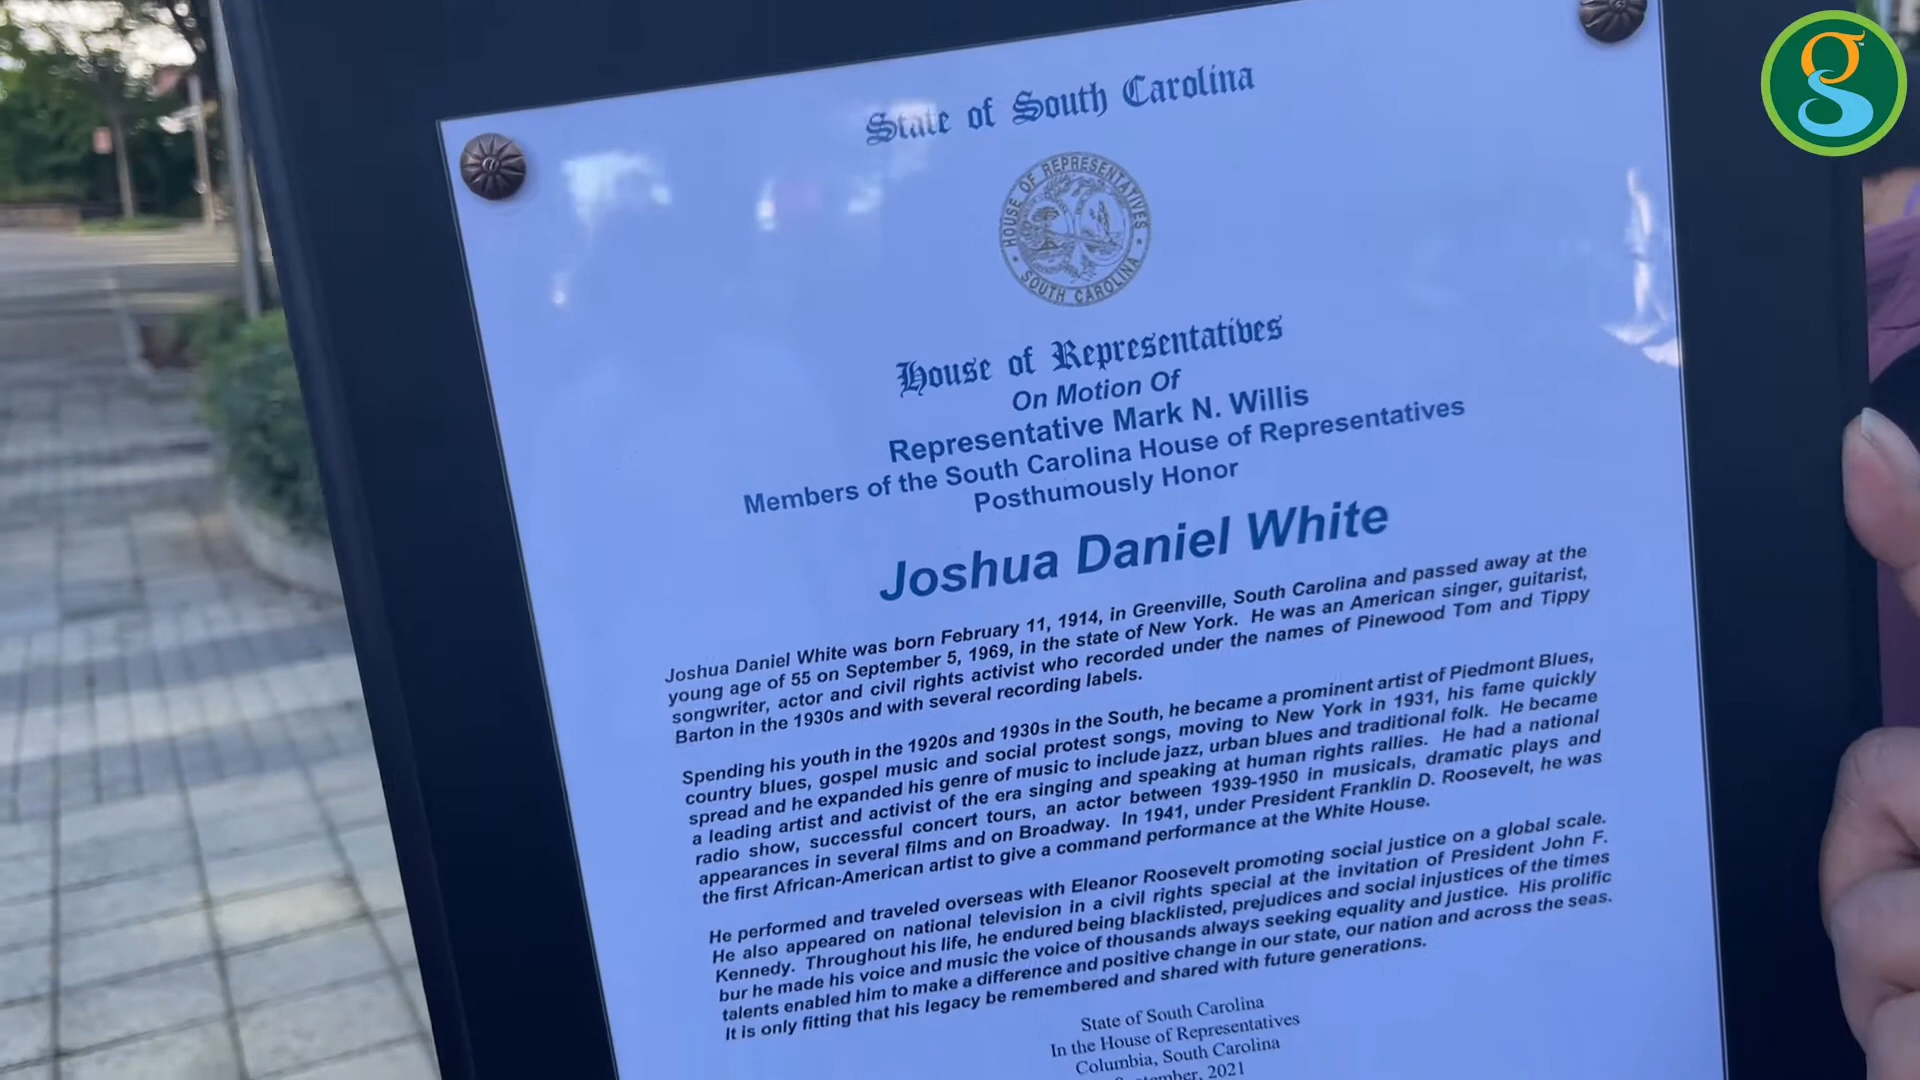 State of South Carolina
HOUSE OF REPRESENTATIVES
SOUTH CAROLINA
House of Representatives
On Motion Of
Representative Mark N. Willis
Members of the South Carolina House of Representatives
Posthumously Honor
Joshua Daniel White
Joshua Daniel White was born February 11, 1914, in Greenville, South Carolina and passed away at the
young age of 55 on September 5, 1969, in the state of New York. He was an American singer, guitarist,
songwriter, actor and civil rights activist who recorded under the names of Pinewood Tom and Tippy
Barton in the 1930s and with several recording labels.
Spending his youth in the 1920s and 1930s in the South, he became a prominent artist of Piedmont Blues,
country blues, gospel music and social protest songs, moving to New York in 1931, his fame quickly
spread and he expanded his genre of music to include jazz, urban blues and traditional folk. He became
a leading artist and activist of the era singing and speaking at human rights rallies. He had a national
radio show, successful concert tours, an actor between 1939-1950 in musicals, dramatic plays and
appearances in several films and on Broadway. In 1941, under President Franklin D. Roosevelt, he was
the first African-American artist to give a command performance at the White House.
He performed and traveled overseas with Eleanor Roosevelt promoting social justice on a global scale.
He also appeared on national television in a civil rights special at the invitation of President John F.
Kennedy. Throughout his life, he endured being blacklisted, prejudices and social injustices of the times
bur he made his voice and music the voice of thousands always seeking equality and justice. His prolific
talents enabled him to make a difference and positive change in our state, our nation and across the seas.
It is only fitting that his legacy be remembered and shared with future generations.
State of South Carolina
In the House of Representatives
Columbia, South Carolina
2021
gs